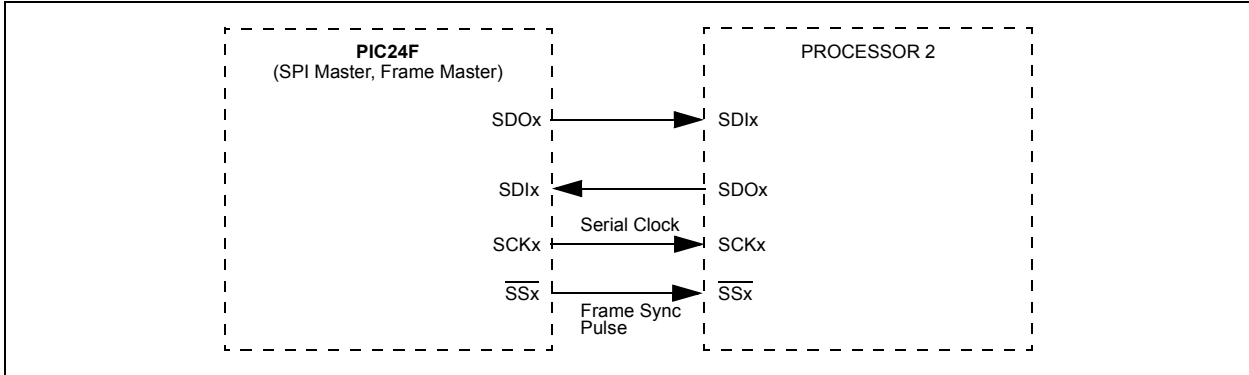 PIC24F
(SPI Master, Frame Master)
PROCESSOR 2
SDOx
SDIx
SDIx
SDOx
Serial Clock
SCKx
SCKx
SSx
SSx
Frame Sync
Pulse